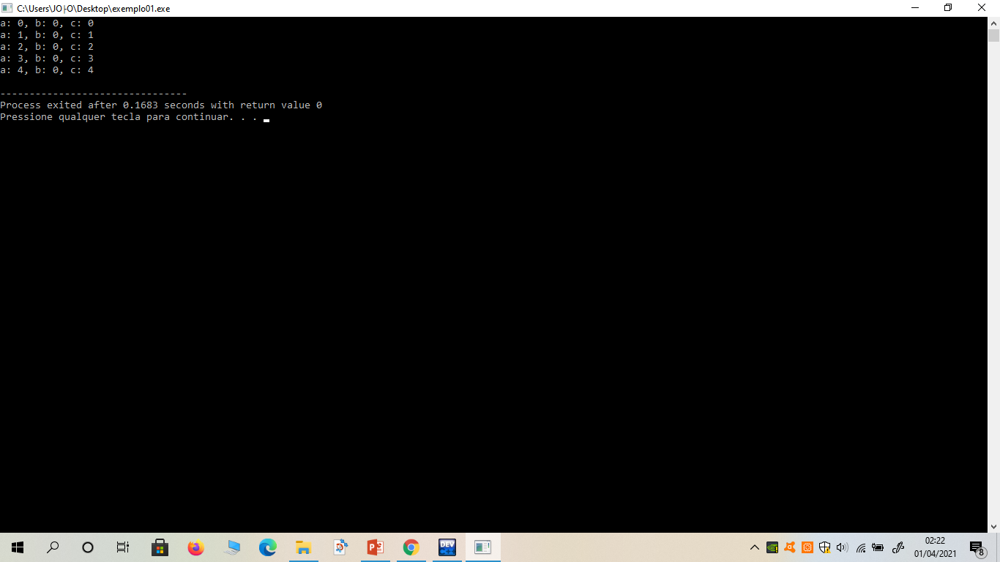 C:\Users\JO├O\Desktop\exemplo01.exe
a: 0, b: 0, c: 0
a: 1, b: 0, c: 1
a: 2, b: 0, c: 2
a: 3, b: 0, c: 3
a: 4, b: 0, c: 4
--------------------------------
Process exited after 0.1683 seconds with return value 0
Pressione qualquer tecla para continuar. . .
DEV
02:22
01/04/2021
8